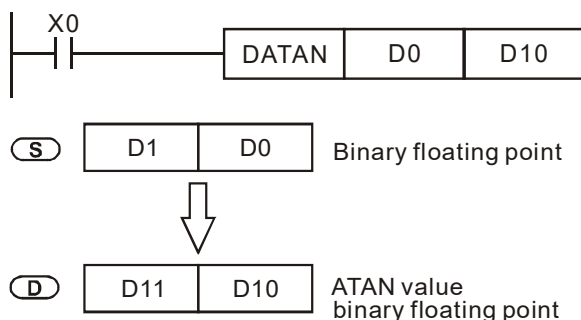 X0
DATAN D0 D10
S D1 D0 Binary floating point
D D11 D10 ATAN value
binary floating point